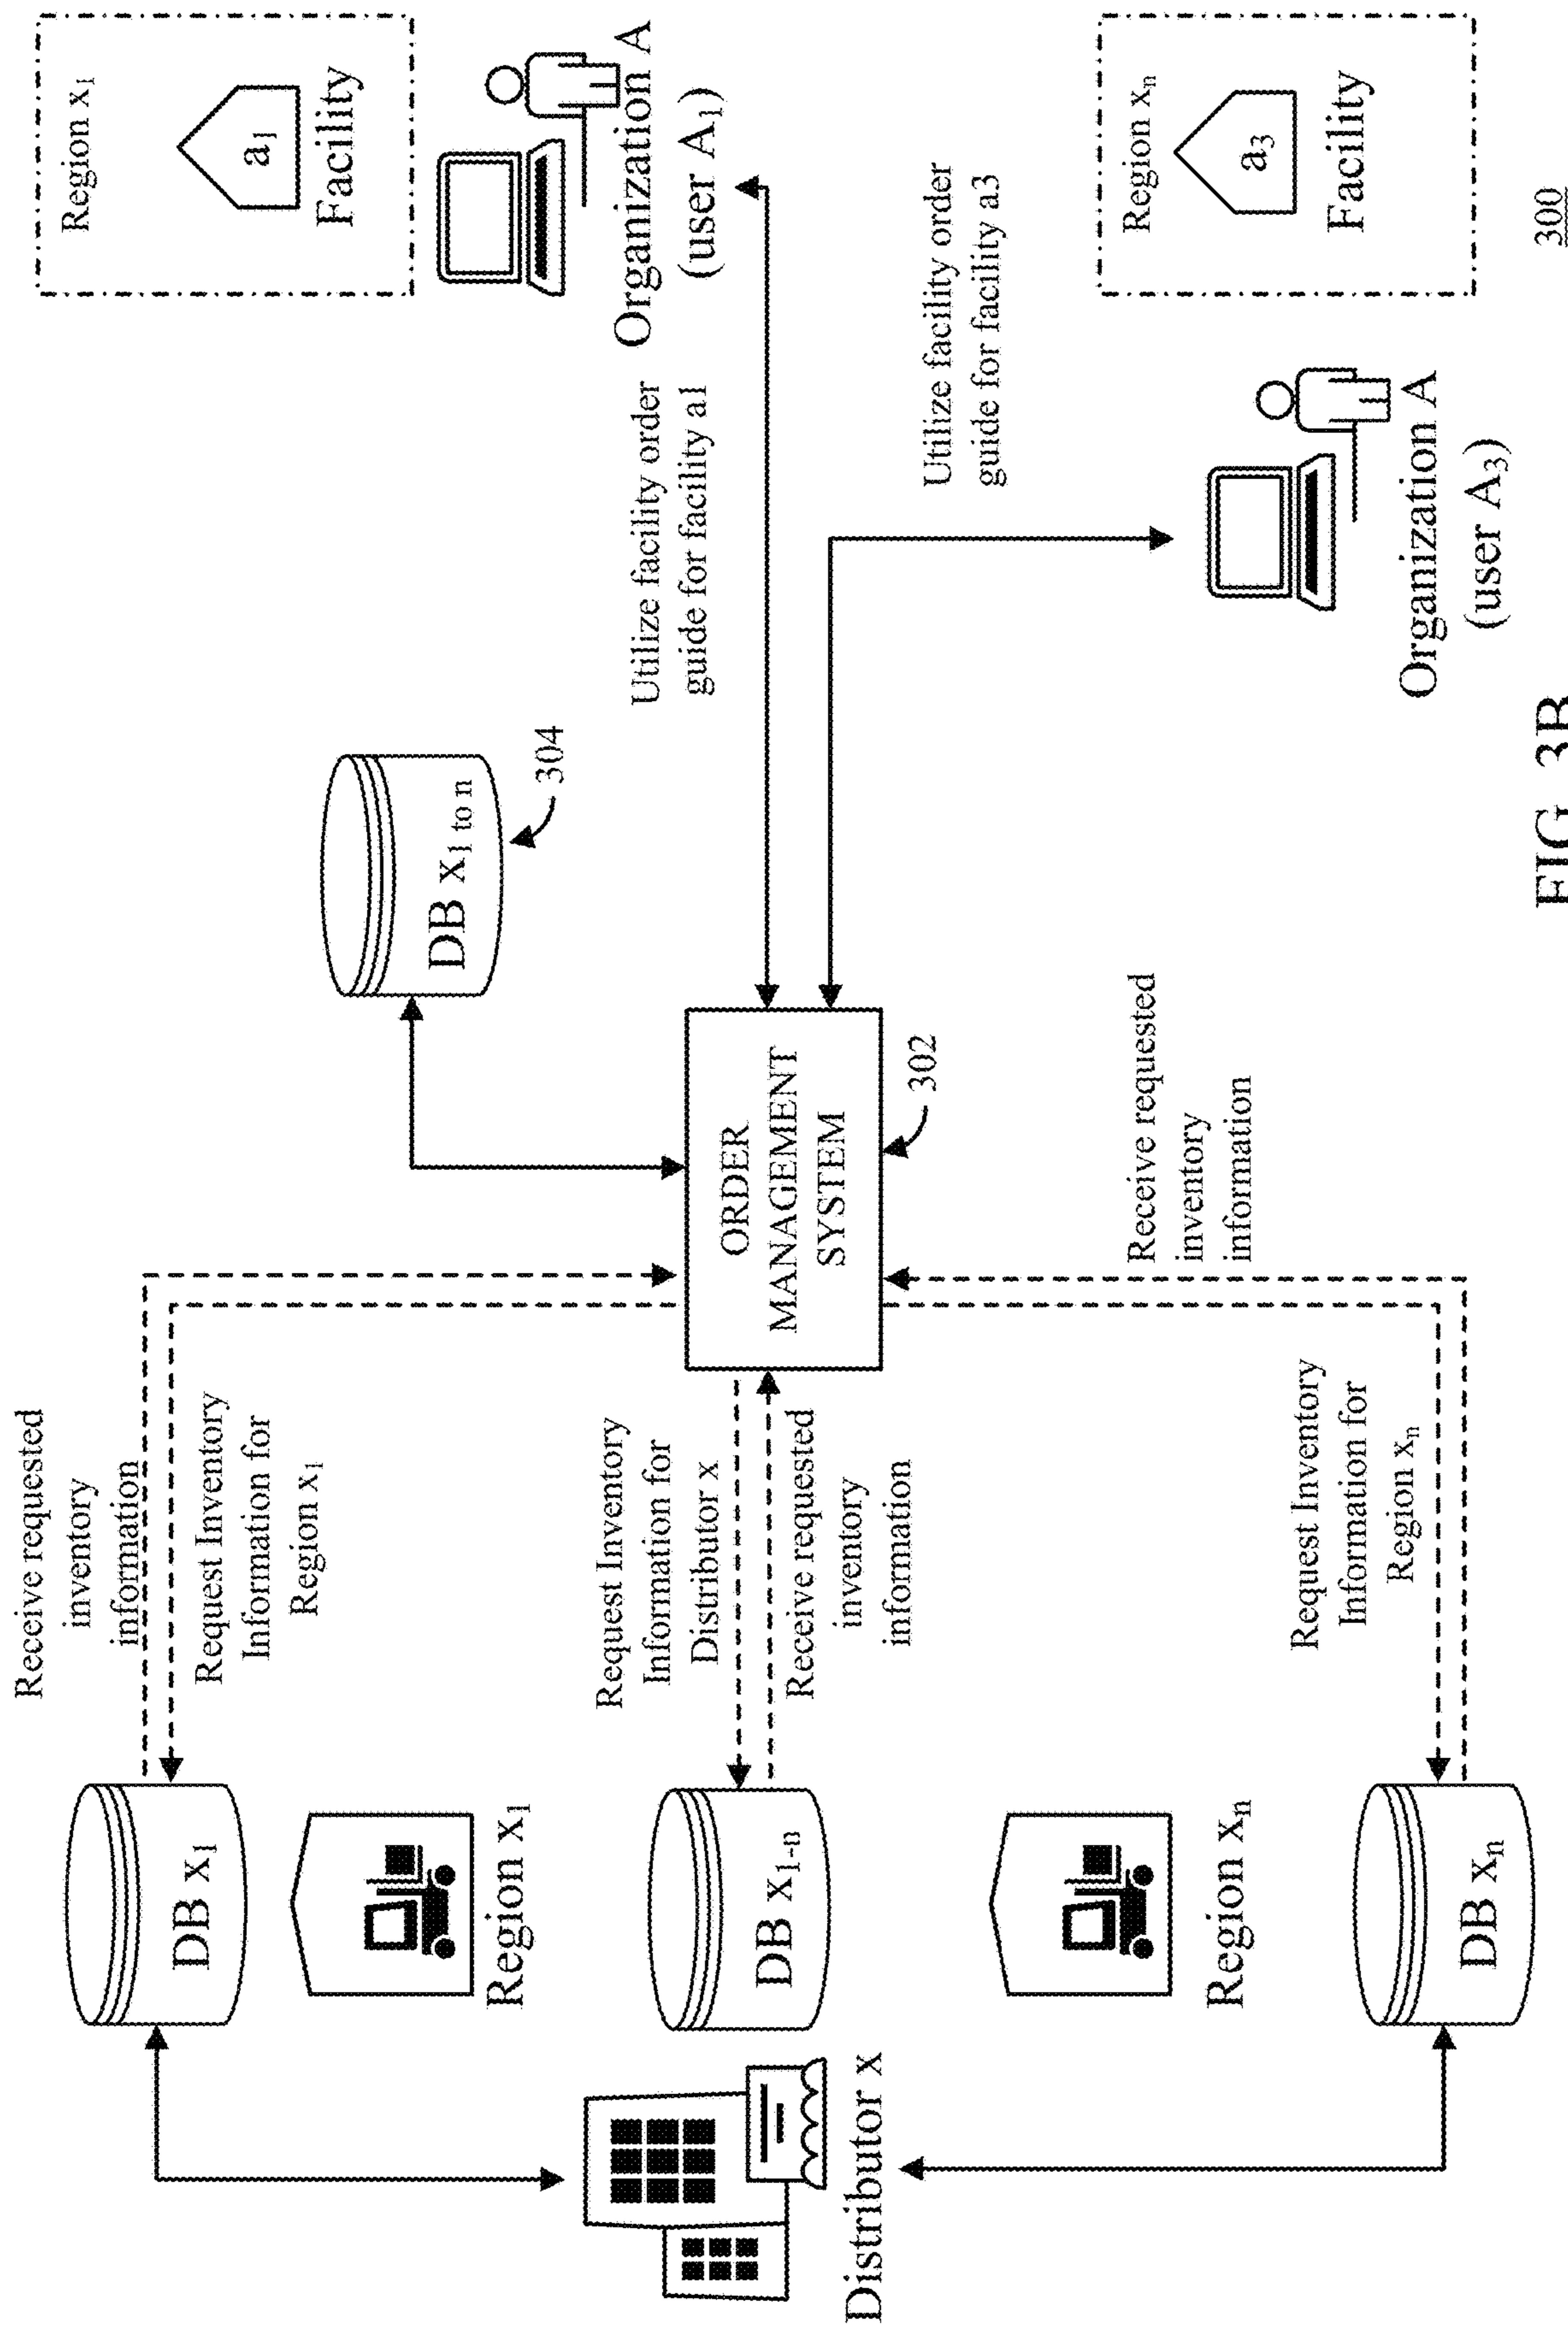 Receive requested
inventory
information
Request Inventory
Information for
Region x1
DB x1
Region x1
Request Inventory
Information for
Distributor x
Receive requested
inventory
information
DB x1-n
Distributor x
Region xn
DB xn
Request Inventory
Information for
Region xn
Receive requested
inventory
information
ORDER
MANAGEMENT
SYSTEM
302
DB x1 to n
304
Utilize facility order
guide for facility a1
Region x1
a1
Facility
Organization A
(user A1)
Utilize facility order
guide for facility a3
Region xn
a3
Facility
Organization A
(user A3)
300
FIG. 3B